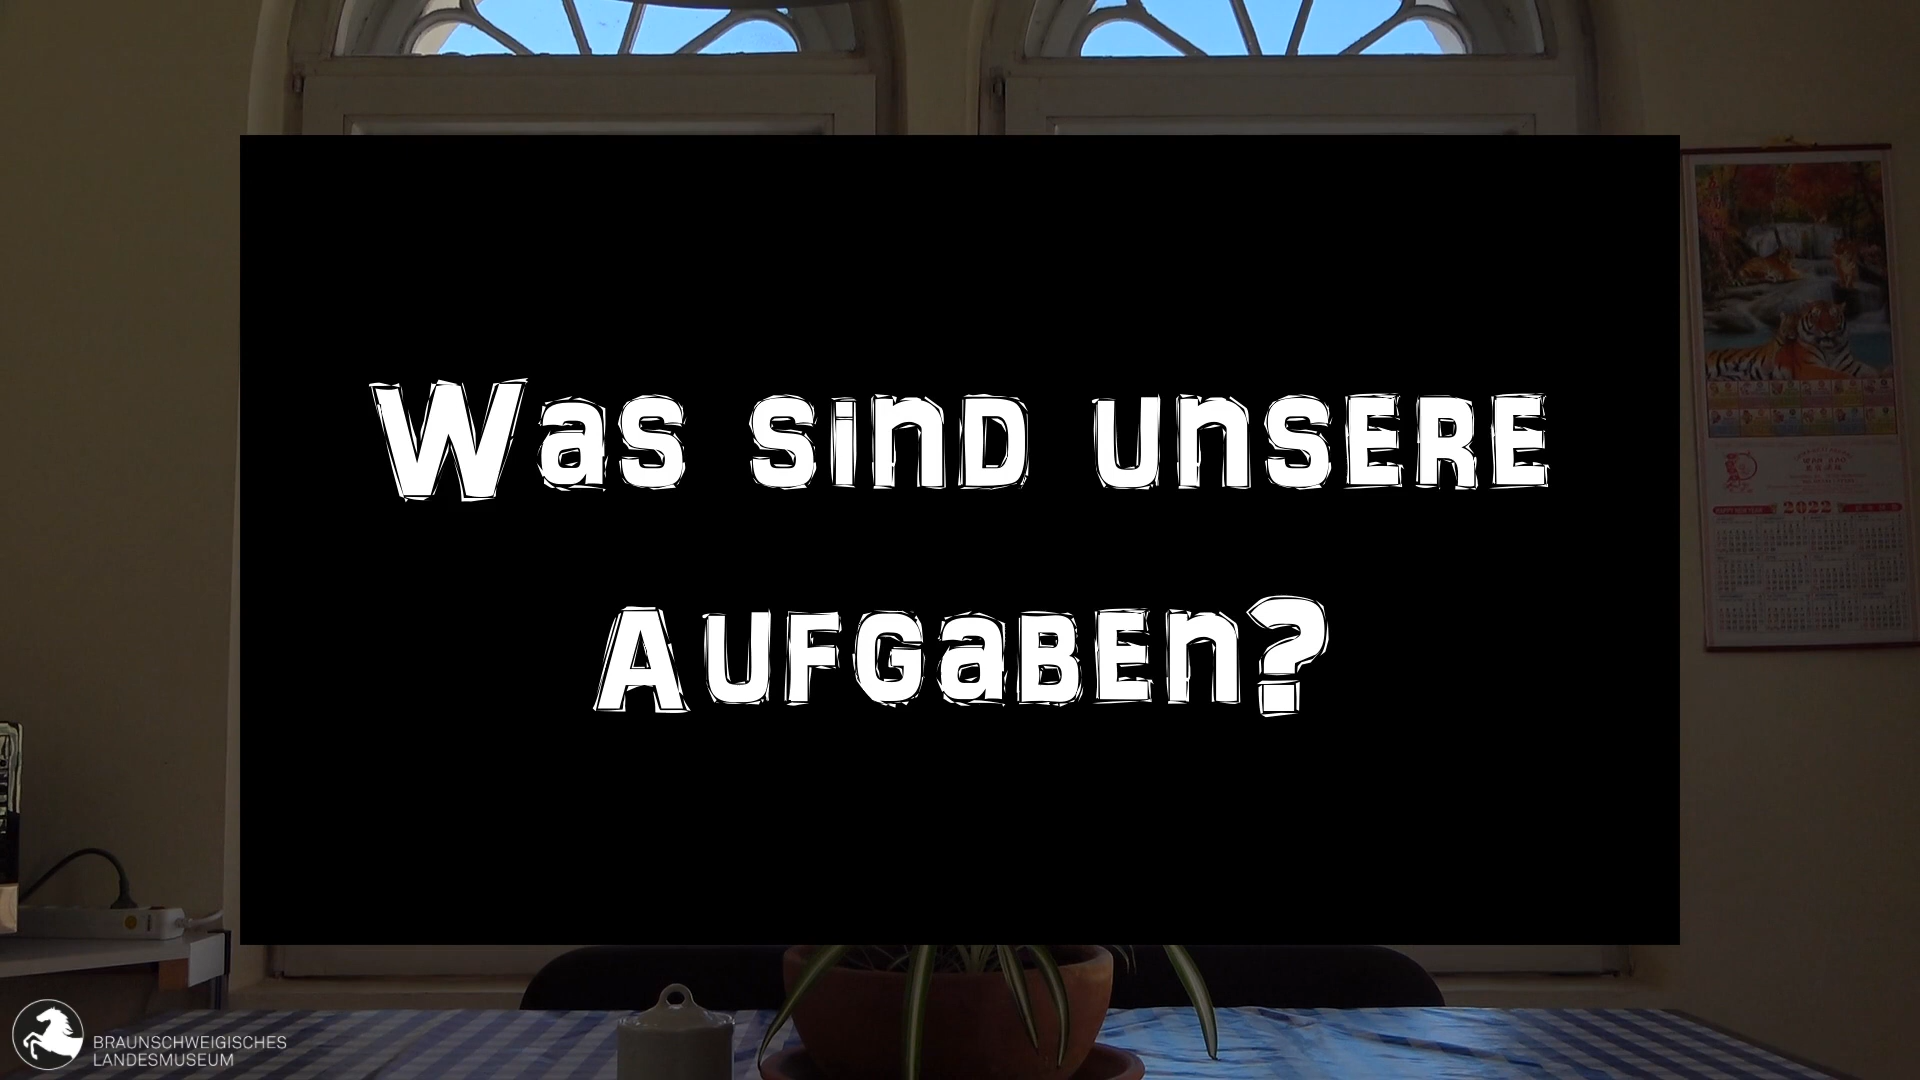 Was sind unsere
Aufgaben?
2022
BRAUNSCHWEIGISCHES
LANDESMUSEUM